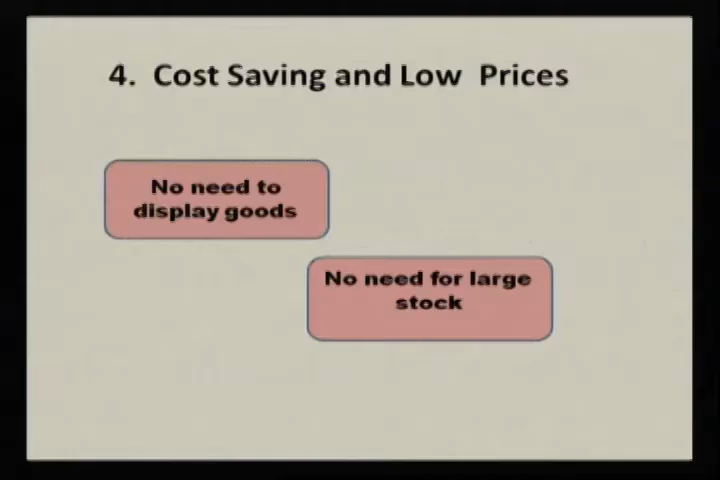 4. Cost Saving and Low Prices
No need to
display goods
No need for large
stock